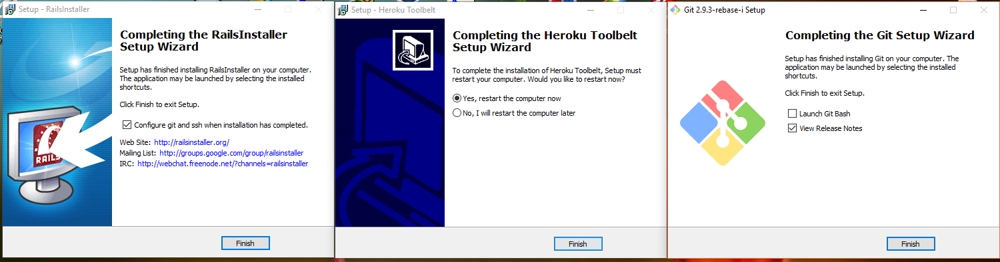 Setup - RailsInstaller
Completing the RailsInstaller
Setup Wizard
Setup has finished installing RailsInstaller on your computer.
The application may be launched by selecting the installed
shortcuts.
Click Finish to exit Setup.
Configure git and ssh when installation has completed.
Web Site: http://railsinstaller.org/
Mailing List: http://groups.google.com/group/railsinstaller
IRC: http://webchat.freenode.net/?channels=railsinstaller
RAILS
Finish
Setup - Heroku Toolbelt
Completing the Heroku Toolbelt
Setup Wizard
To complete the installation of Heroku Toolbelt, Setup must
restart your computer. Would you like to restart now?
Yes, restart the computer now
No, I will restart the computer later
Finish
Git 2.9.3-rebase-i Setup
Completing the Git Setup Wizard
Setup has finished installing Git on your computer. The
application may be launched by selecting the installed
shortcuts.
Click Finish to exit Setup.
Launch Git Bash
View Release Notes
Finish